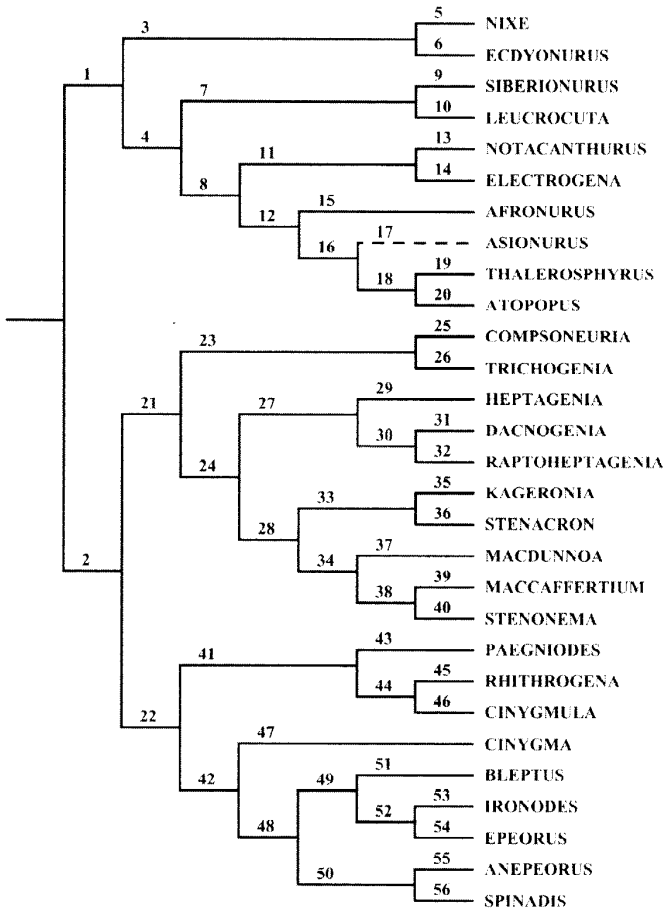 5 NIXE
3
6 ECDYONURUS
1
9 SIBERIONURUS
7
10 LEUCROCUTA
4
13 NOTACANTHURUS
11
14 ELECTROGENA
8
15 AFRONURUS
12
17 ASIONURUS
16
19 THALEROSPHYRUS
18
20 ATOPOPUS
25 COMPSONEURIA
23
26 TRICHOGENIA
29 HEPTAGENIA
21 27
31 DACNOGENIA
30
32 RAPTOHEPTAGENIA
24
35 KAGERONIA
33
36 STENACRON
28
37 MACDUNNOA
2 34
39 MACCAFFERTIUM
38
40 STENONEMA
43 PAEGNIODES
41
45 RHITHROGENA
44
46 CINYGMULA
22
47 CINYGMA
51 BLEPTUS
42 49
53 IRONODES
52
54 EPEORUS
48
55 ANEPEORUS
50
56 SPINADIS